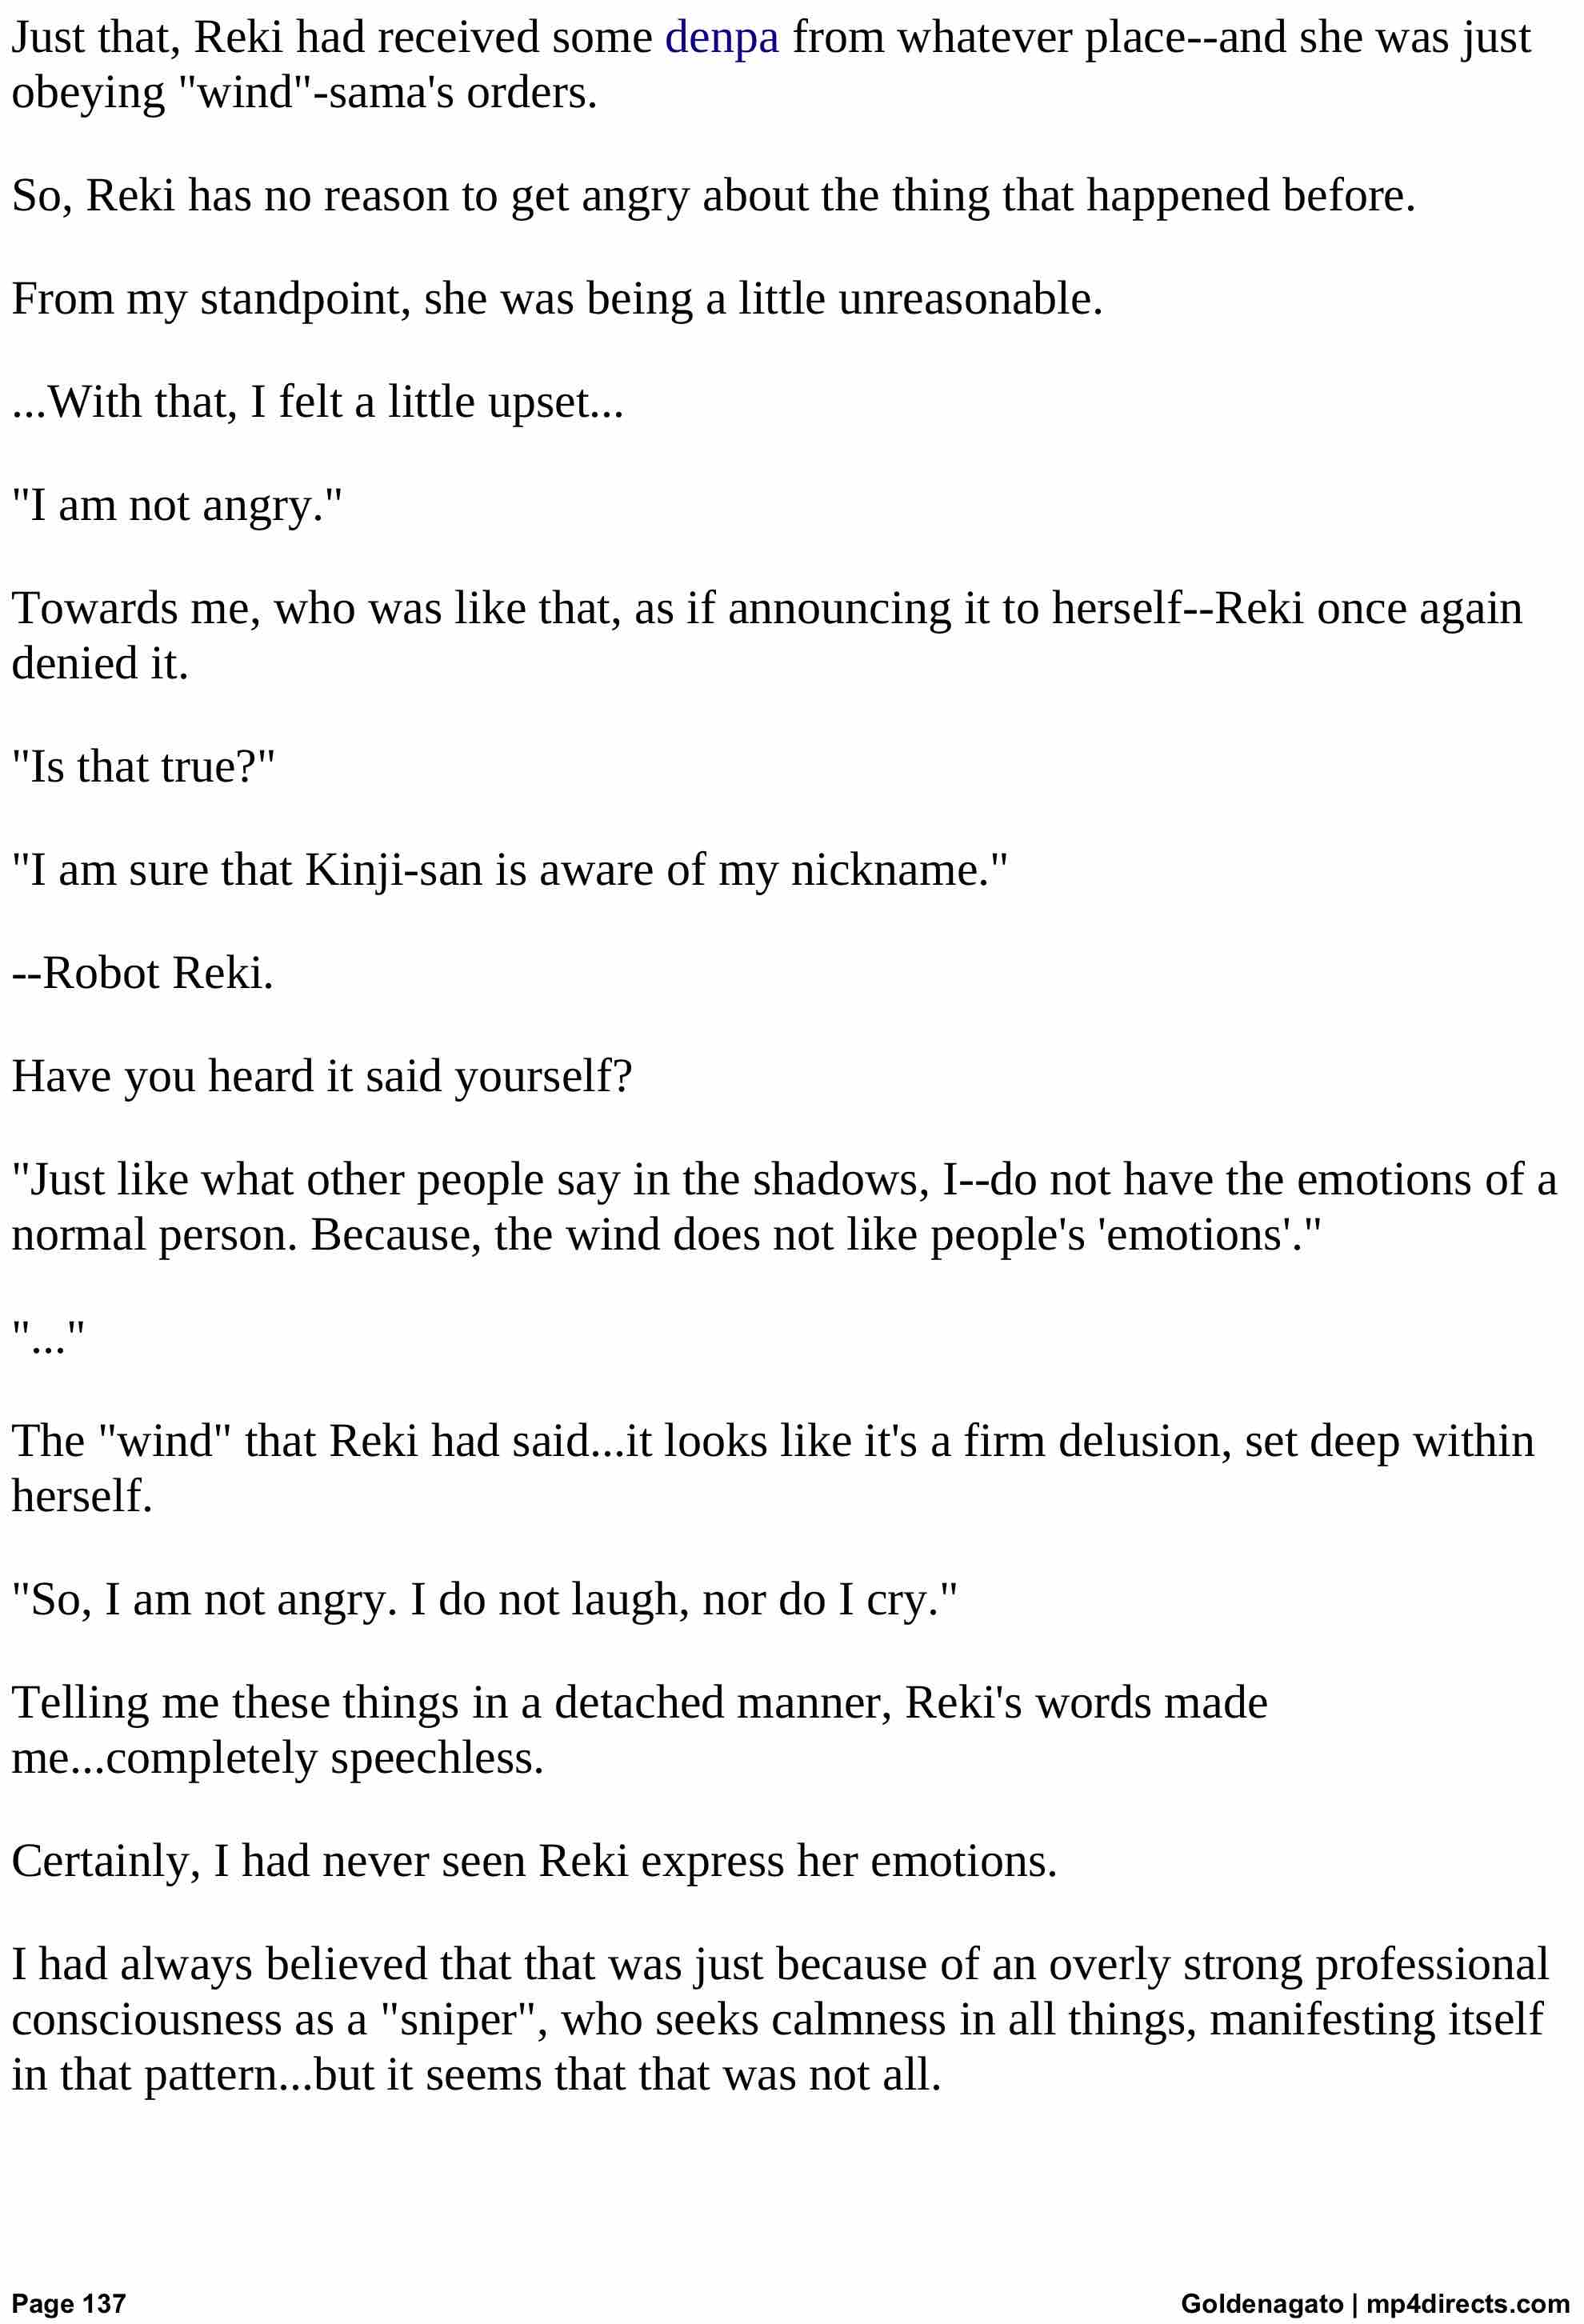 Just that, Reki had received some denpa from whatever place--and she was just
obeying "wind"-sama's orders.
So, Reki has no reason to get angry about the thing that happened before.
From my standpoint, she was being a little unreasonable.
...With that, I felt a little upset...
"I am not angry."
Towards me, who was like that, as if announcing it to herself--Reki once again
denied it.
"Is that true?"
"I am sure that Kinji-san is aware of my nickname."
--Robot Reki.
Have you heard it said yourself?
"Just like what other people say in the shadows, I--do not have the emotions of a
normal person. Because, the wind does not like people's 'emotions'."
"..."
The "wind" that Reki had said...it looks like it's a firm delusion, set deep within
herself.
"So, I am not angry. I do not laugh, nor do I cry."
Telling me these things in a detached manner, Reki's words made
me...completely speechless.
Certainly, I had never seen Reki express her emotions.
I had always believed that that was just because of an overly strong professional
consciousness as a "sniper", who seeks calmness in all things, manifesting itself
in that pattern...but it seems that that was not all.
Page 137
Goldenagato | mp4directs.com